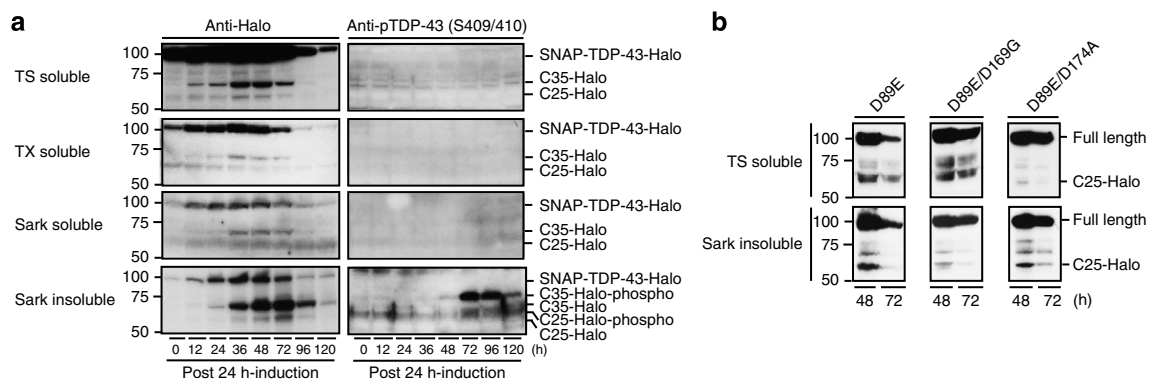 a
Anti-Halo
Anti-pTDP-43 (S409/410)
TS soluble
100
75
50
SNAP-TDP-43-Halo
C35-Halo
C25-Halo
TX soluble
100
75
50
SNAP-TDP-43-Halo
C35-Halo
C25-Halo
Sark soluble
100
75
50
SNAP-TDP-43-Halo
C35-Halo
C25-Halo
Sark insoluble
100
75
50
SNAP-TDP-43-Halo
C35-Halo-phospho
C35-Halo
C25-Halo-phospho
C25-Halo
0 12 24 36 48 72 96 120 0 12 24 36 48 72 96 120 (h)
Post 24 h-induction
Post 24 h-induction
b
D89E
D89E/D169G
D89E/D174A
TS soluble
100
75
50
Full length
C25-Halo
Sark insoluble
100
75
50
Full length
C25-Halo
48 72 48 72 48 72 (h)